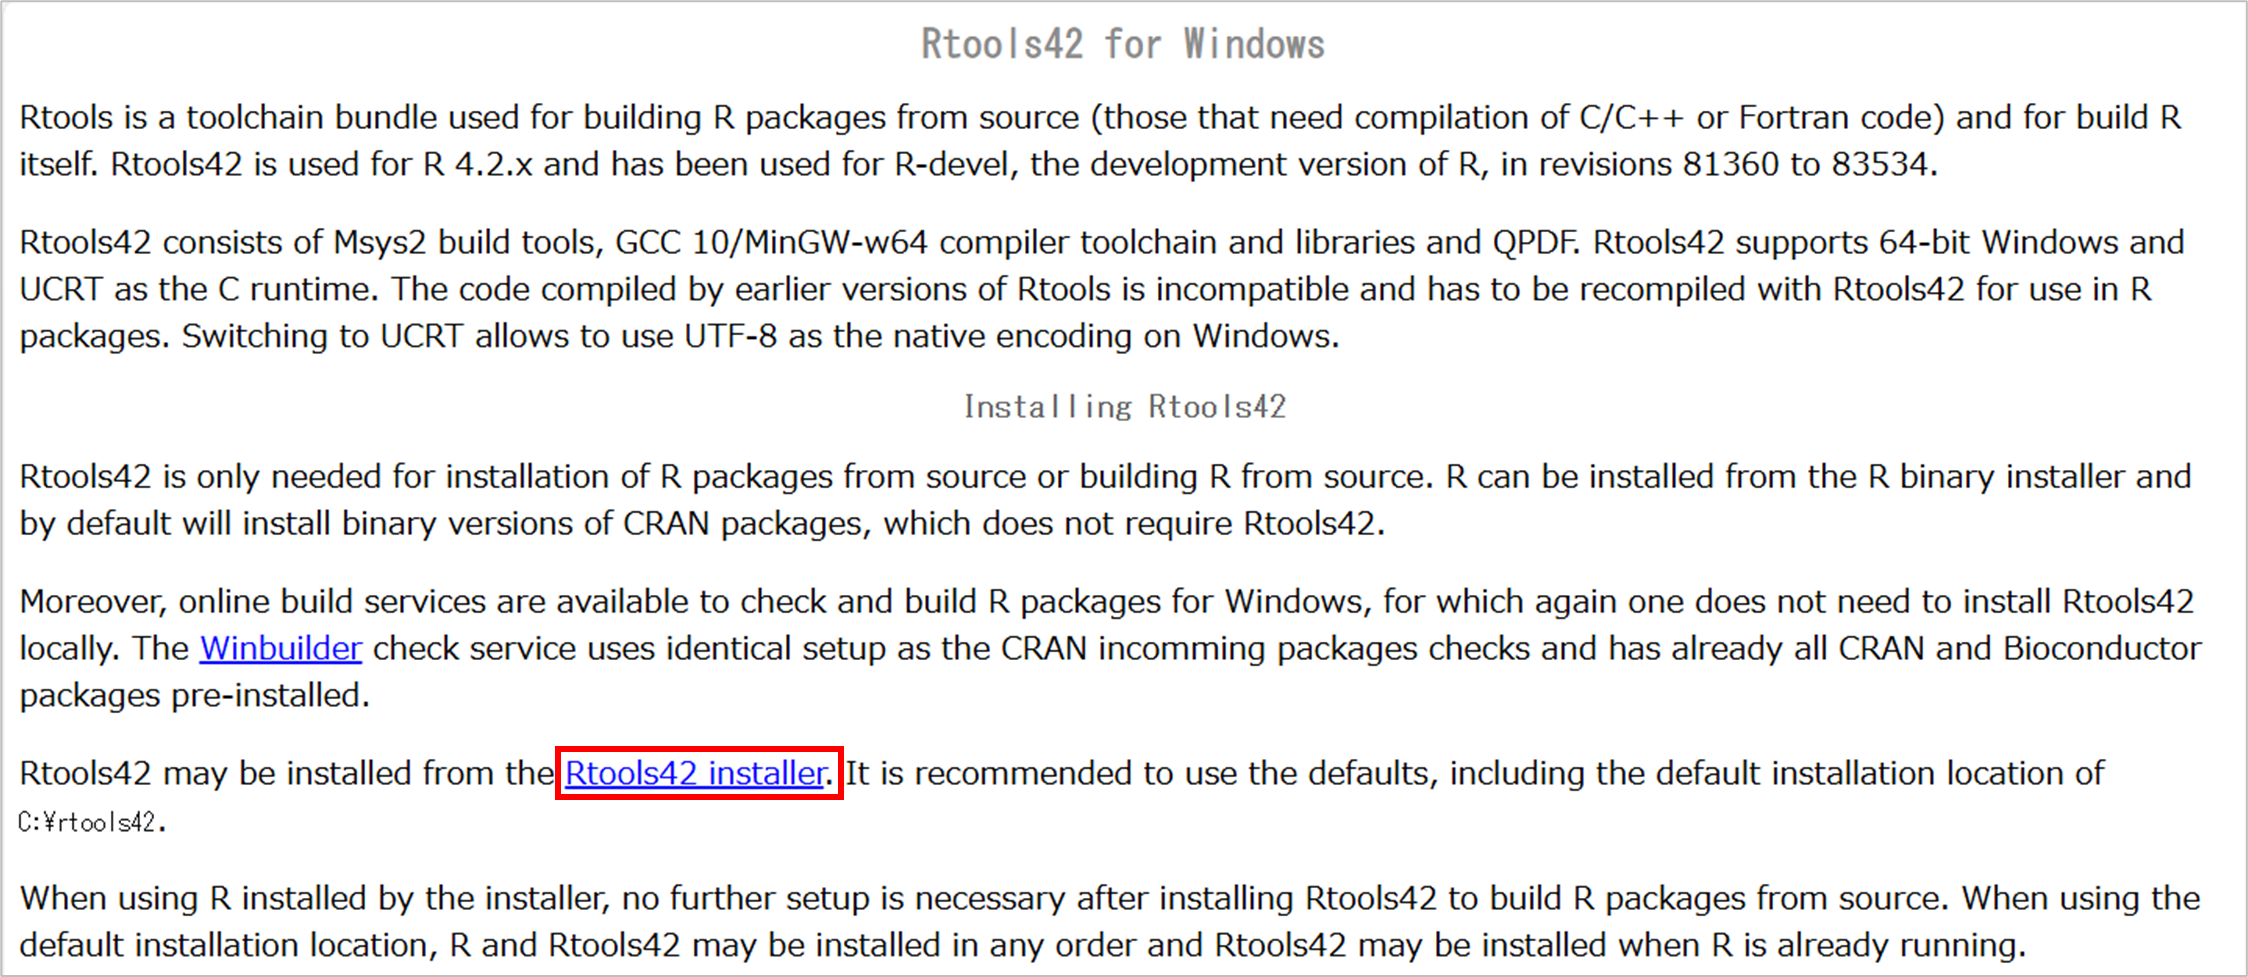 Rtools42 for Windows
Rtools is a toolchain bundle used for building R packages from source (those that need compilation of C/C++ or Fortran code) and for build R
itself. Rtools42 is used for R 4.2.x and has been used for R-devel, the development version of R, in revisions 81360 to 83534.
Rtools42 consists of Msys2 build tools, GCC 10/MinGW-w64 compiler toolchain and libraries and QPDF. Rtools42 supports 64-bit Windows and
UCRT as the C runtime. The code compiled by earlier versions of Rtools is incompatible and has to be recompiled with Rtools42 for use in R
packages. Switching to UCRT allows to use UTF-8 as the native encoding on Windows.
Installing Rtools42
Rtools42 is only needed for installation of R packages from source or building R from source. R can be installed from the R binary installer and
by default will install binary versions of CRAN packages, which does not require Rtools42.
Moreover, online build services are available to check and build R packages for Windows, for which again one does not need to install Rtools42
locally. The Winbuilder check service uses identical setup as the CRAN incomming packages checks and has already all CRAN and Bioconductor
packages pre-installed.
Rtools42 may be installed from the Rtools42 installer. It is recommended to use the defaults, including the default installation location of
C:¥rtools42.
When using R installed by the installer, no further setup is necessary after installing Rtools42 to build R packages from source. When using the
default installation location, R and Rtools42 may be installed in any order and Rtools42 may be installed when R is already running.